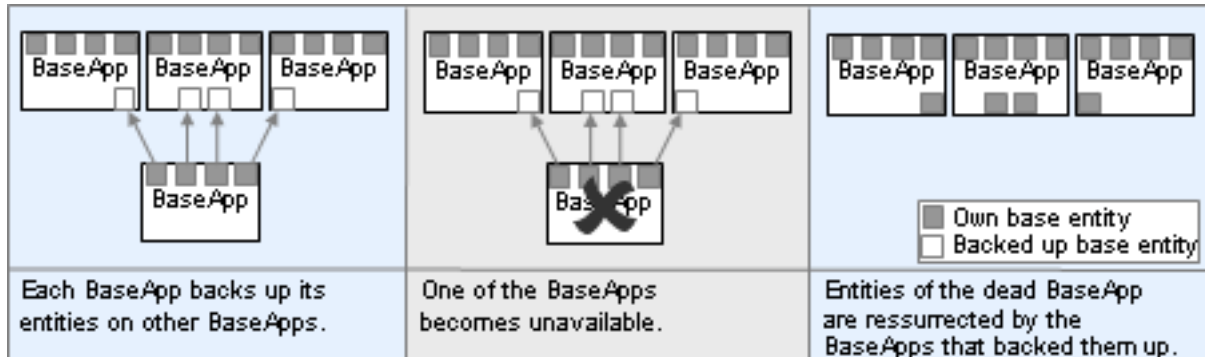 BaseApp BaseApp BaseApp
BaseApp
Each BaseApp backs up its
entities on other BaseApps.
BaseApp BaseApp BaseApp
BaseApp
One of the BaseApps
becomes unavailable.
BaseApp BaseApp BaseApp
Own base entity
Backed up base entity
Entities of the dead BaseApp
are ressurrected by the
BaseApps that backed them up.